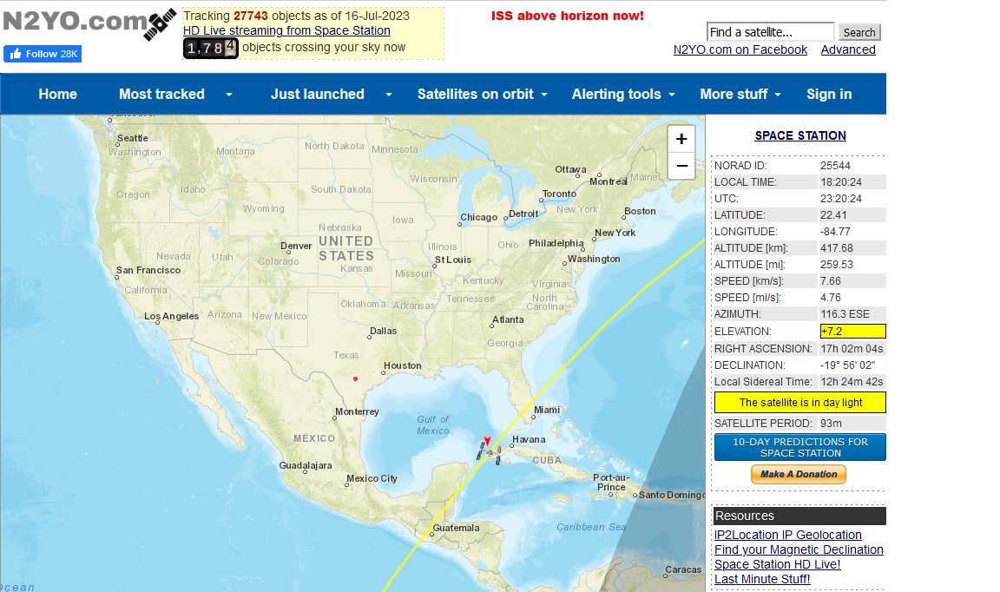 N2YO.com
Tracking 27743 objects as of 16-Jul-2023
HD Live streaming from Space Station
objects crossing your sky now
ISS above horizon now!
Follow 28K
Find a satellite...
Search
N2YO.com on Facebook
Advanced
Home
Most tracked
Just launched
Satellites on orbit
Alerting tools
More stuff
Sign in
Seattle
Washington
Montana
North Dakota
Minnesota
Ottawa
Montreal
Maine
Oregon
Idaho
South Dakota
Wisconsin
Toronto
Wyoming
Iowa
Chicago
Detroit
New York
Boston
Nebraska
UNITED
STATES
Nevada
Utah
Denver
Colorado
Kansas
Illinois
Ohio
Philadelphia
New York
San Francisco
California
St Louis
Missouri
Washington
Kentucky
Virginia
Los Angeles
Arizona
New Mexico
Oklahoma
Arkansas
Tennessee
North
Carolina
Dallas
Atlanta
Texas
Georgia
Houston
Monterrey
Miami
Gulf of
Mexico
MÉXICO
Havana
CUBA
Guadalajara
Mexico City
Port-au-
Prince
Santo Domingo
Guatemala
Caribbean Sea
Caracas
+
−
SPACE STATION
NORAD ID: 25544
LOCAL TIME: 18:20:24
UTC: 23:20:24
LATITUDE: 22.41
LONGITUDE: -84.77
ALTITUDE [km]: 417.68
ALTITUDE [mi]: 259.53
SPEED [km/s]: 7.66
SPEED [mi/s]: 4.76
AZIMUTH: 116.3 ESE
ELEVATION: +7.2
RIGHT ASCENSION: 17h 02m 04s
DECLINATION: -19° 56' 02"
Local Sidereal Time: 12h 24m 42s
The satellite is in day light
SATELLITE PERIOD: 93m
10-DAY PREDICTIONS FOR
SPACE STATION
Make A Donation
Resources
IP2Location IP Geolocation
Find your Magnetic Declination
Space Station HD Live!
Last Minute Stuff!